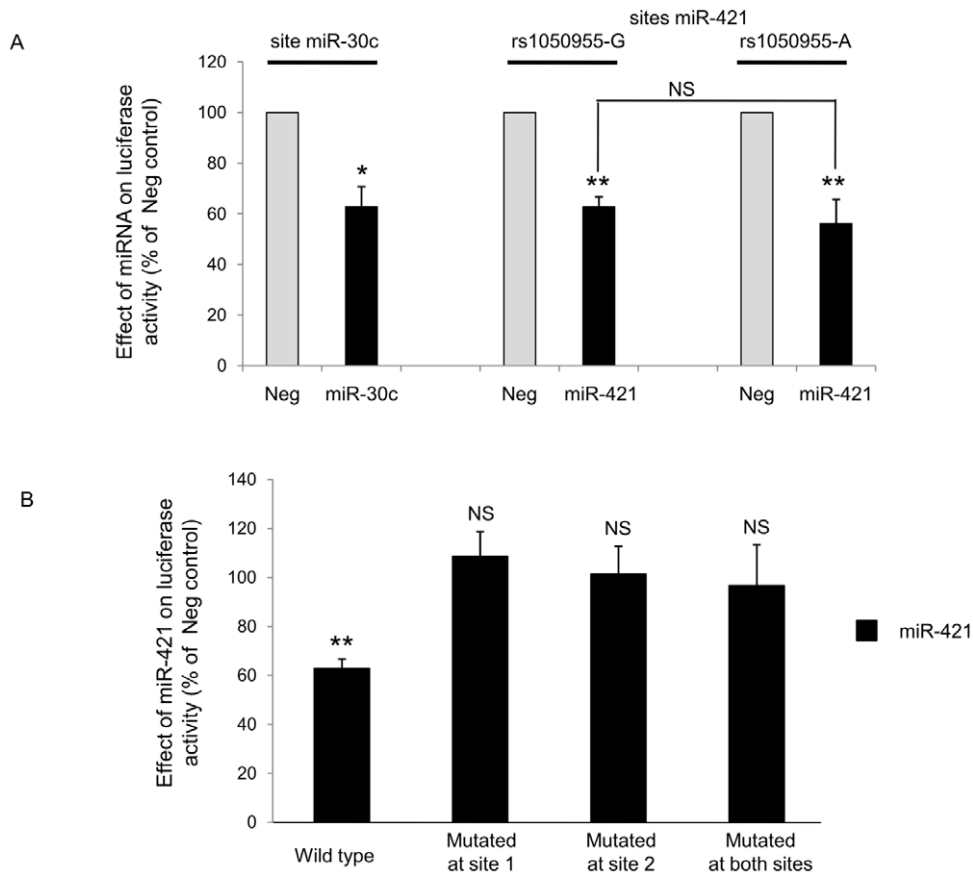 A
sites miR-421
site miR-30c
rs1050955-G
rs1050955-A
Effect of miRNA on luciferase
activity (% of Neg control)
120
100
80
60
40
20
0
*
**
NS
**
Neg
miR-30c
Neg
miR-421
Neg
miR-421
B
Effect of miR-421 on luciferase
activity (% of Neg control)
140
120
100
80
60
40
20
0
**
NS
NS
NS
miR-421
Wild type
Mutated
at site 1
Mutated
at site 2
Mutated
at both sites